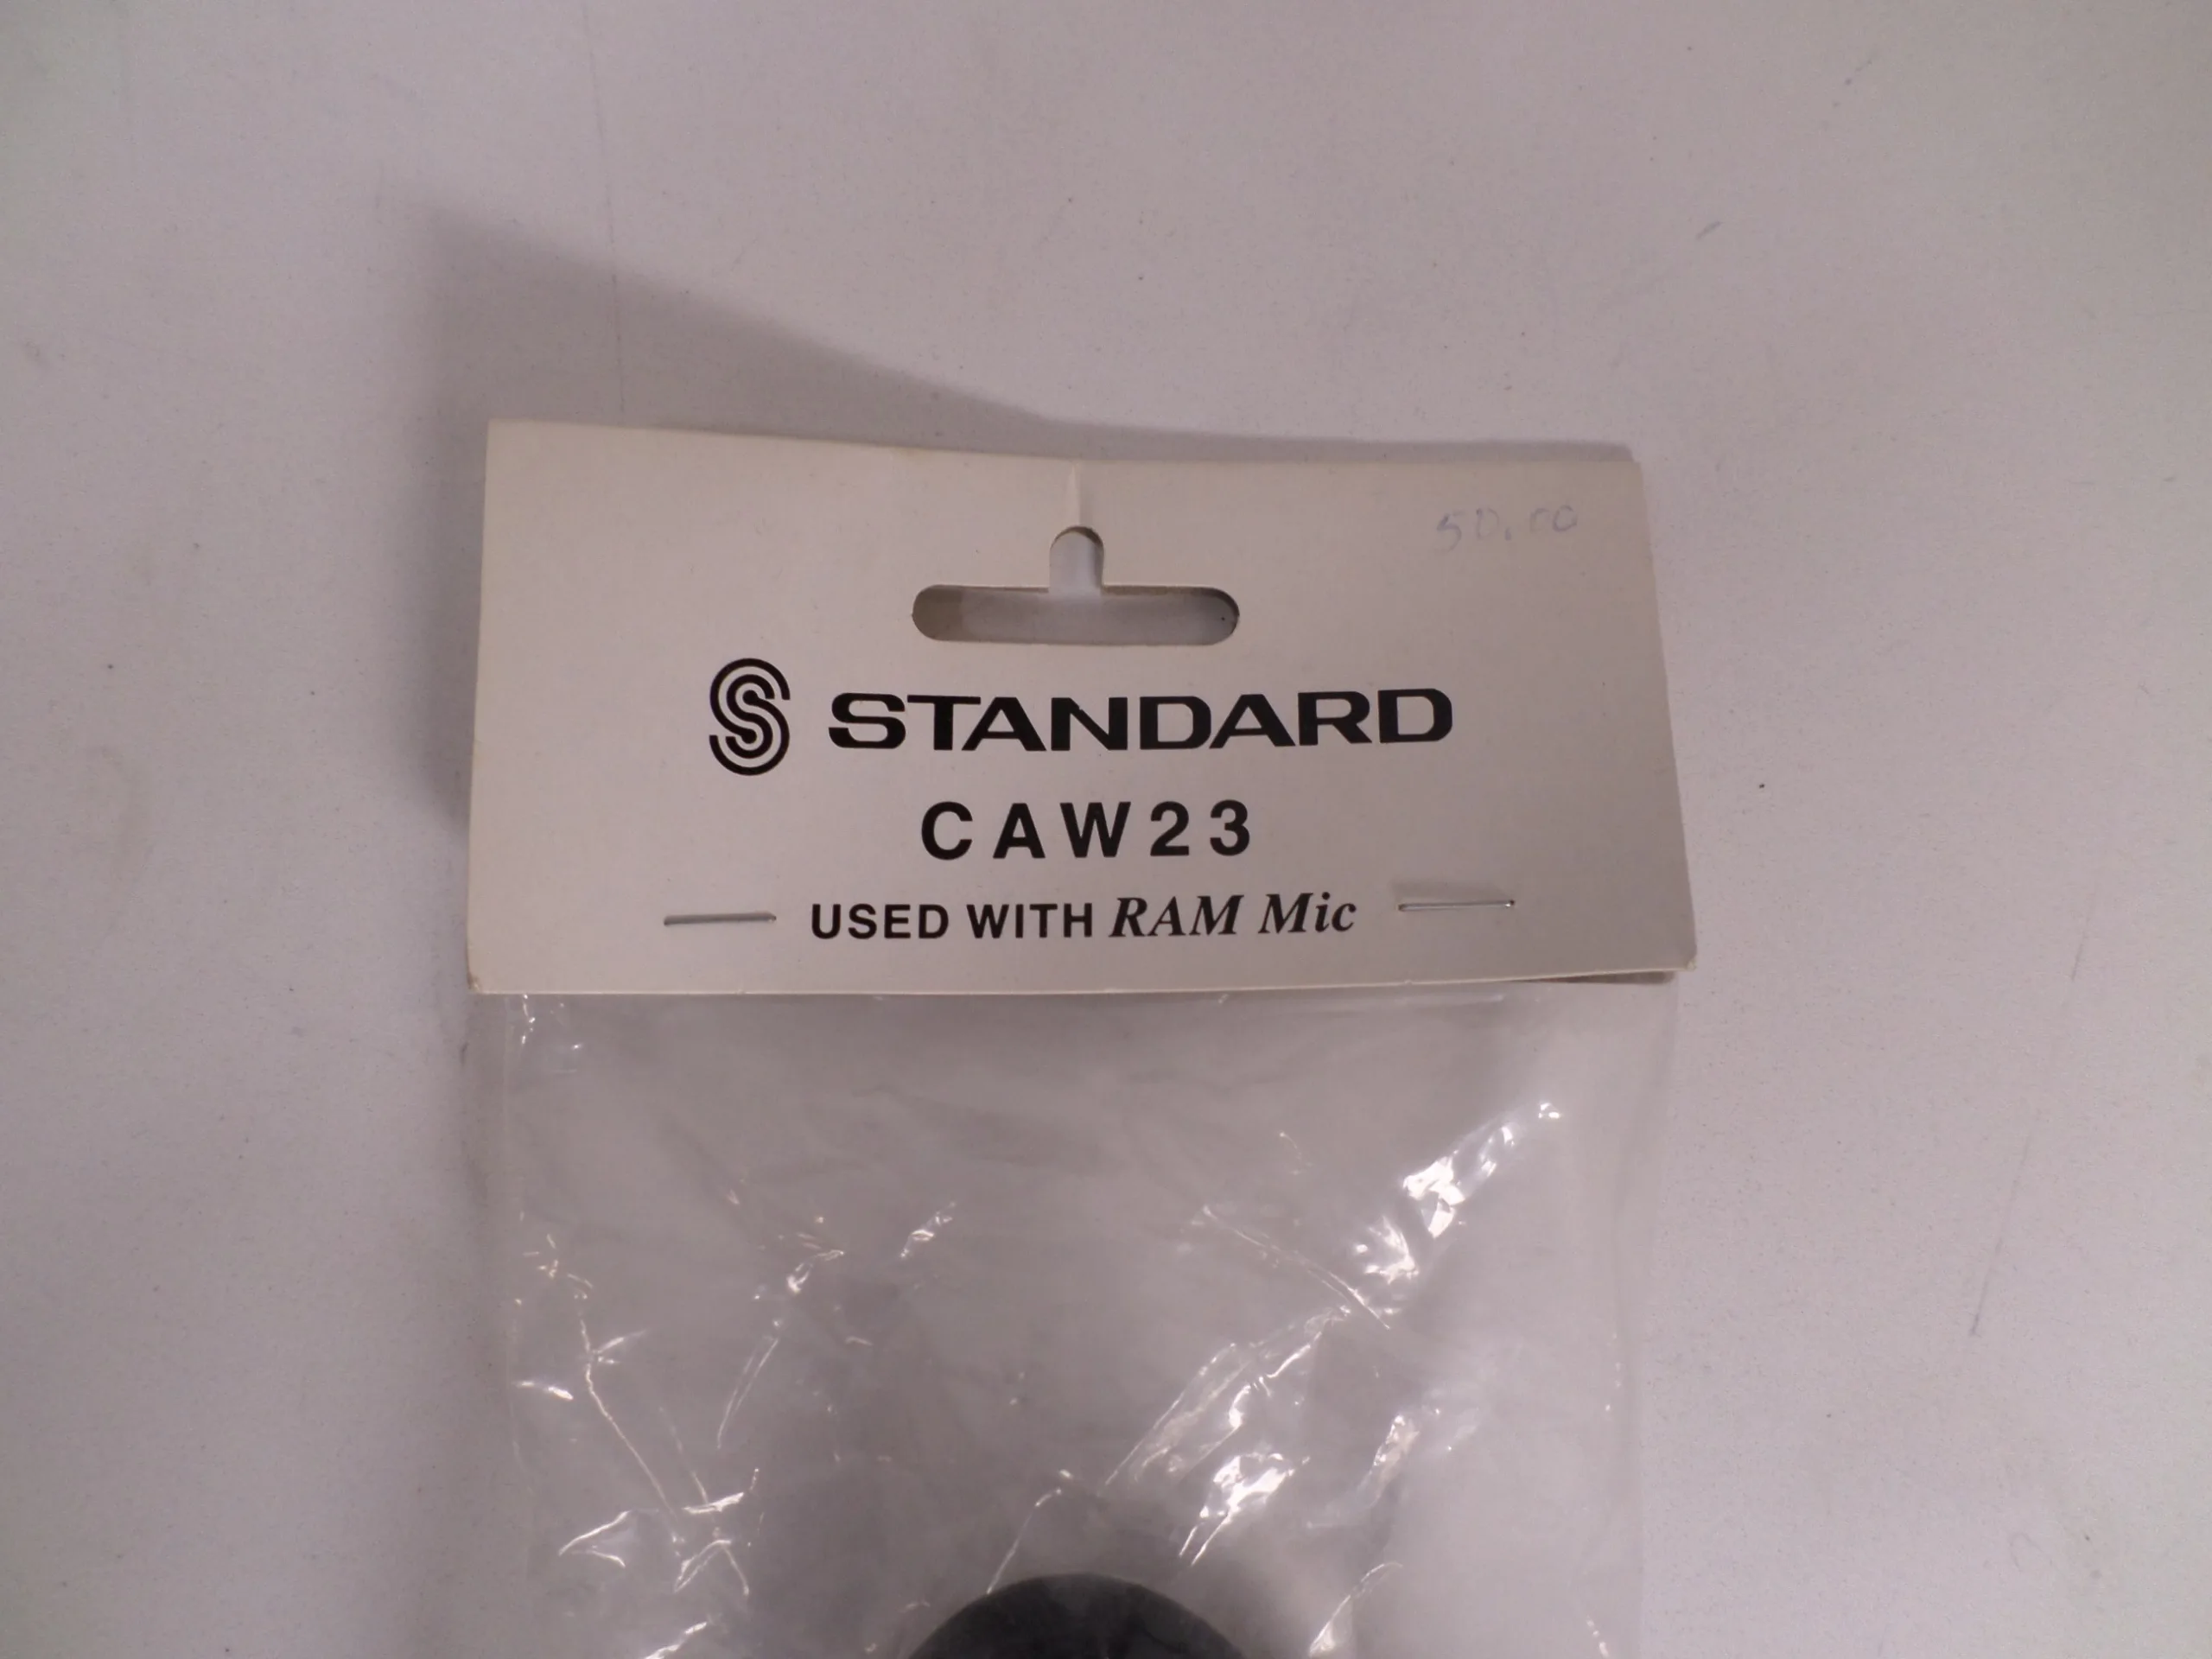 50.00
STANDARD
CAW23
USED WITH RAM Mic